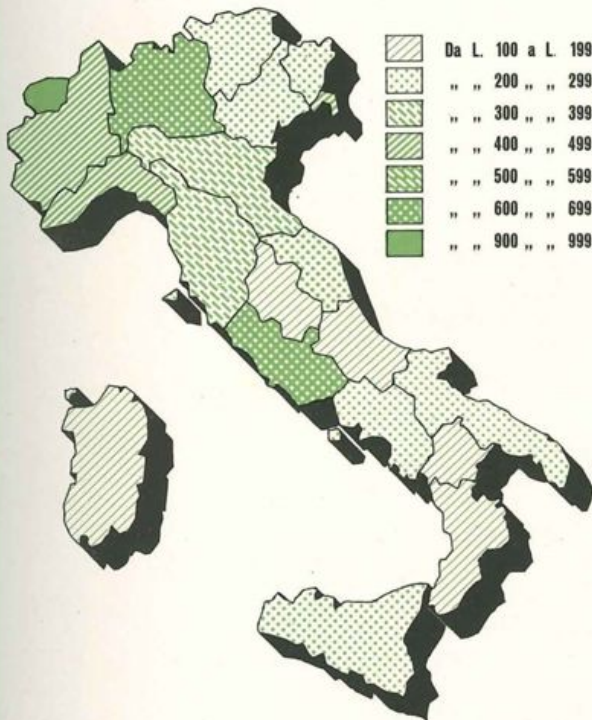 Da L. 100 a L. 199
„ „ 200 „ „ 299
„ „ 300 „ „ 399
„ „ 400 „ „ 499
„ „ 500 „ „ 599
„ „ 600 „ „ 699
„ „ 900 „ „ 999